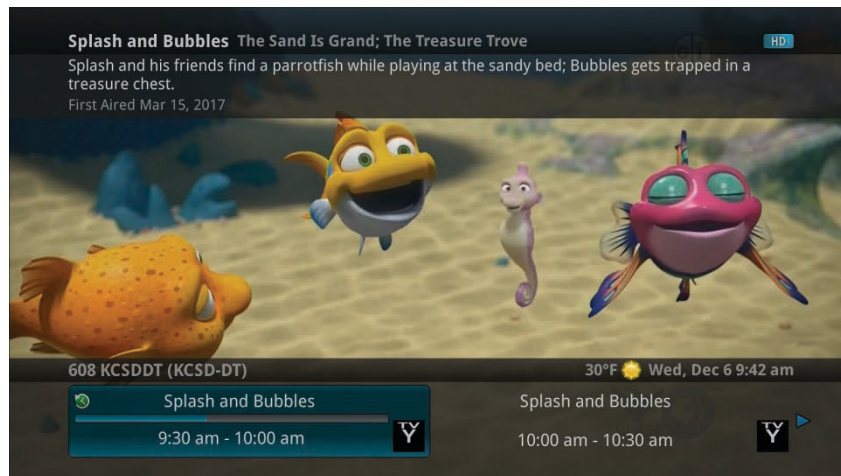 Splash and Bubbles The Sand Is Grand; The Treasure Trove HD
Splash and his friends find a parrotfish while playing at the sandy bed; Bubbles gets trapped in a
treasure chest.
First Aired Mar 15, 2017
608 KCSDDT (KCSD-DT) 30°F Wed, Dec 6 9:42 am
Splash and Bubbles
9:30 am - 10:00 am TV Y
Splash and Bubbles
10:00 am - 10:30 am TV Y